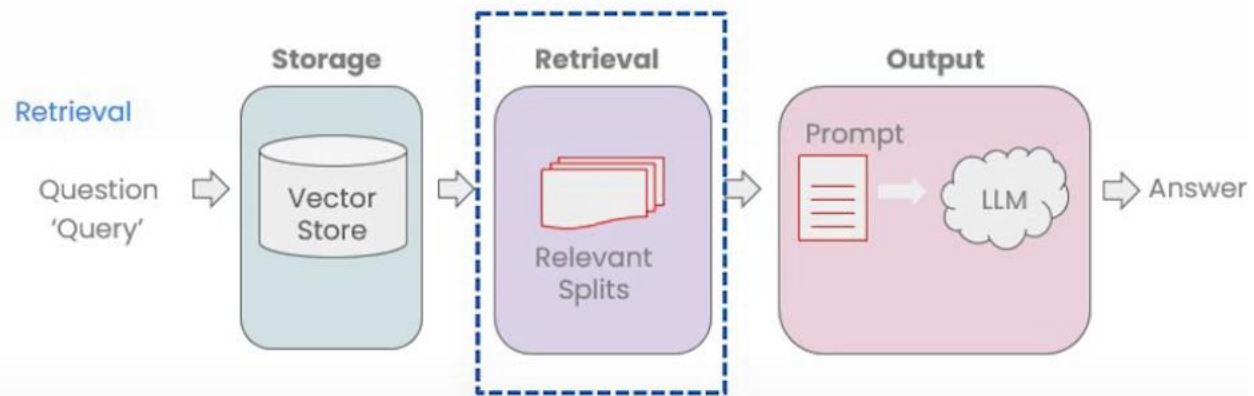 Storage
Retrieval
Output
Retrieval
Question
'Query'
Vector
Store
Relevant
Splits
Prompt
LLM
Answer